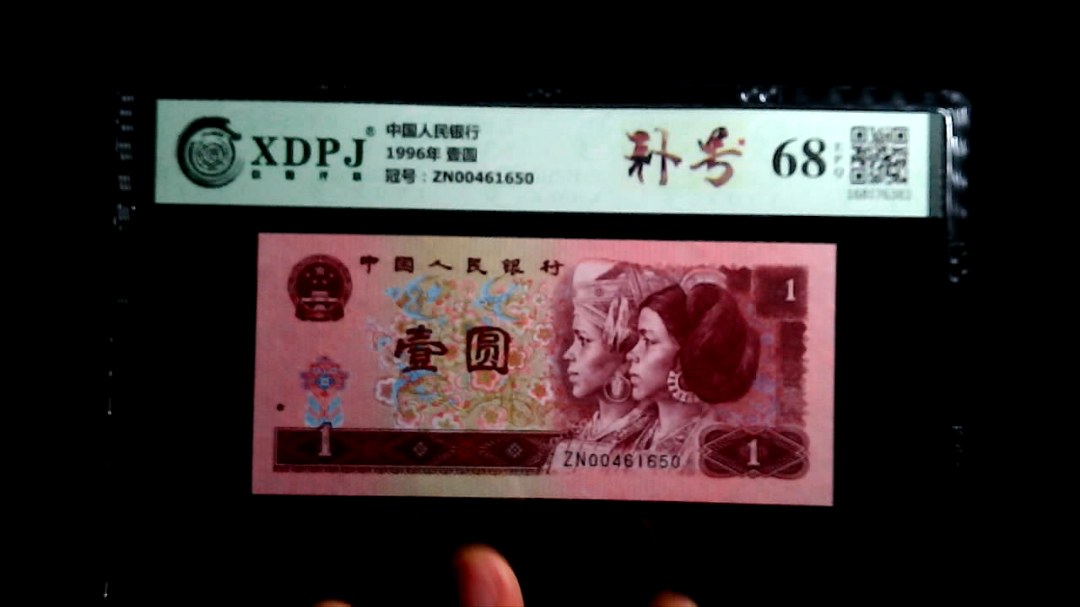 XDPJ®
中国人民银行
1996年 壹圆
冠号：ZN00461650
补号
68
EPQ
中国人民银行
1
壹圆
1
ZN00461650
1